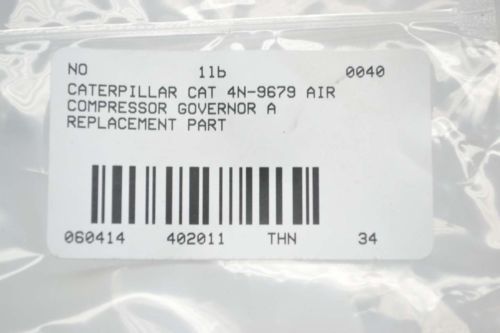 NO 1lb 0040
CATERPILLAR CAT 4N-9679 AIR
COMPRESSOR GOVERNOR A
REPLACEMENT PART
060414 402011 THN 34